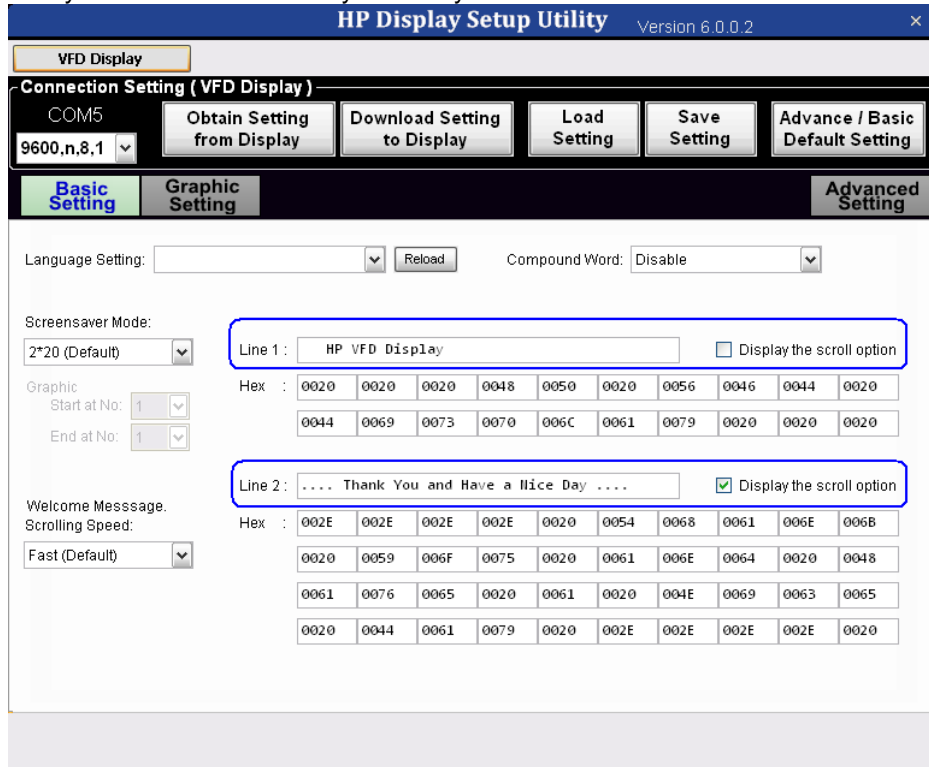 HP Display Setup Utility Version 6.0.0.2 ×
VFD Display
Connection Setting ( VFD Display )
COM5
9600,n,8,1
Obtain Setting
from Display
Download Setting
to Display
Load
Setting
Save
Setting
Advance / Basic
Default Setting
Basic
Setting
Graphic
Setting
Advanced
Setting
Language Setting: Reload Compound Word: Disable
Screensaver Mode:
2*20 (Default)
Graphic
Start at No: 1
End at No: 1
Welcome Messsage.
Scrolling Speed:
Fast (Default)
Line 1 : HP VFD Display Display the scroll option
Hex : 0020 0020 0020 0048 0050 0020 0056 0046 0044 0020
0044 0069 0073 0070 006C 0061 0079 0020 0020 0020
Line 2 : .... Thank You and Have a Nice Day .... Display the scroll option
Hex : 002E 002E 002E 002E 0020 0054 0068 0061 006E 006B
0020 0059 006F 0075 0020 0061 006E 0064 0020 0048
0061 0076 0065 0020 0061 0020 004E 0069 0063 0065
0020 0044 0061 0079 0020 002E 002E 002E 002E 0020